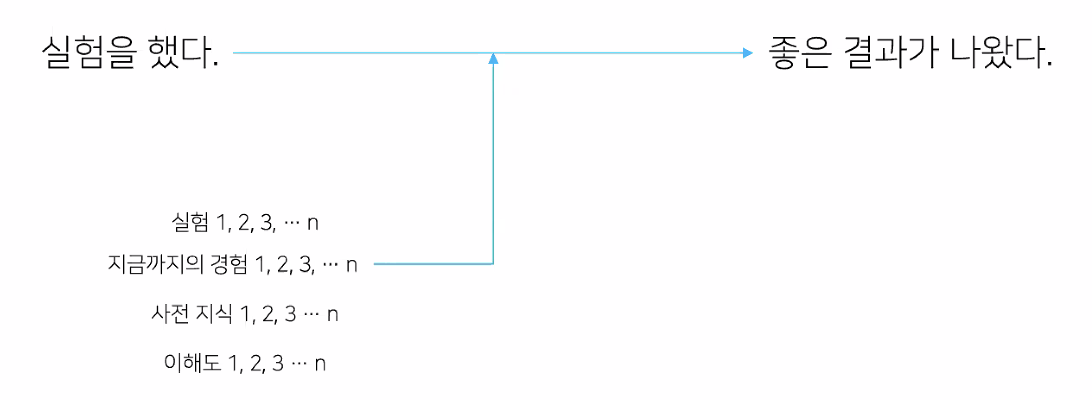 실험을 했다.
좋은 결과가 나왔다.
실험 1, 2, 3, ··· n
지금까지의 경험 1, 2, 3, ··· n
사전 지식 1, 2, 3 ··· n
이해도 1, 2, 3 ··· n